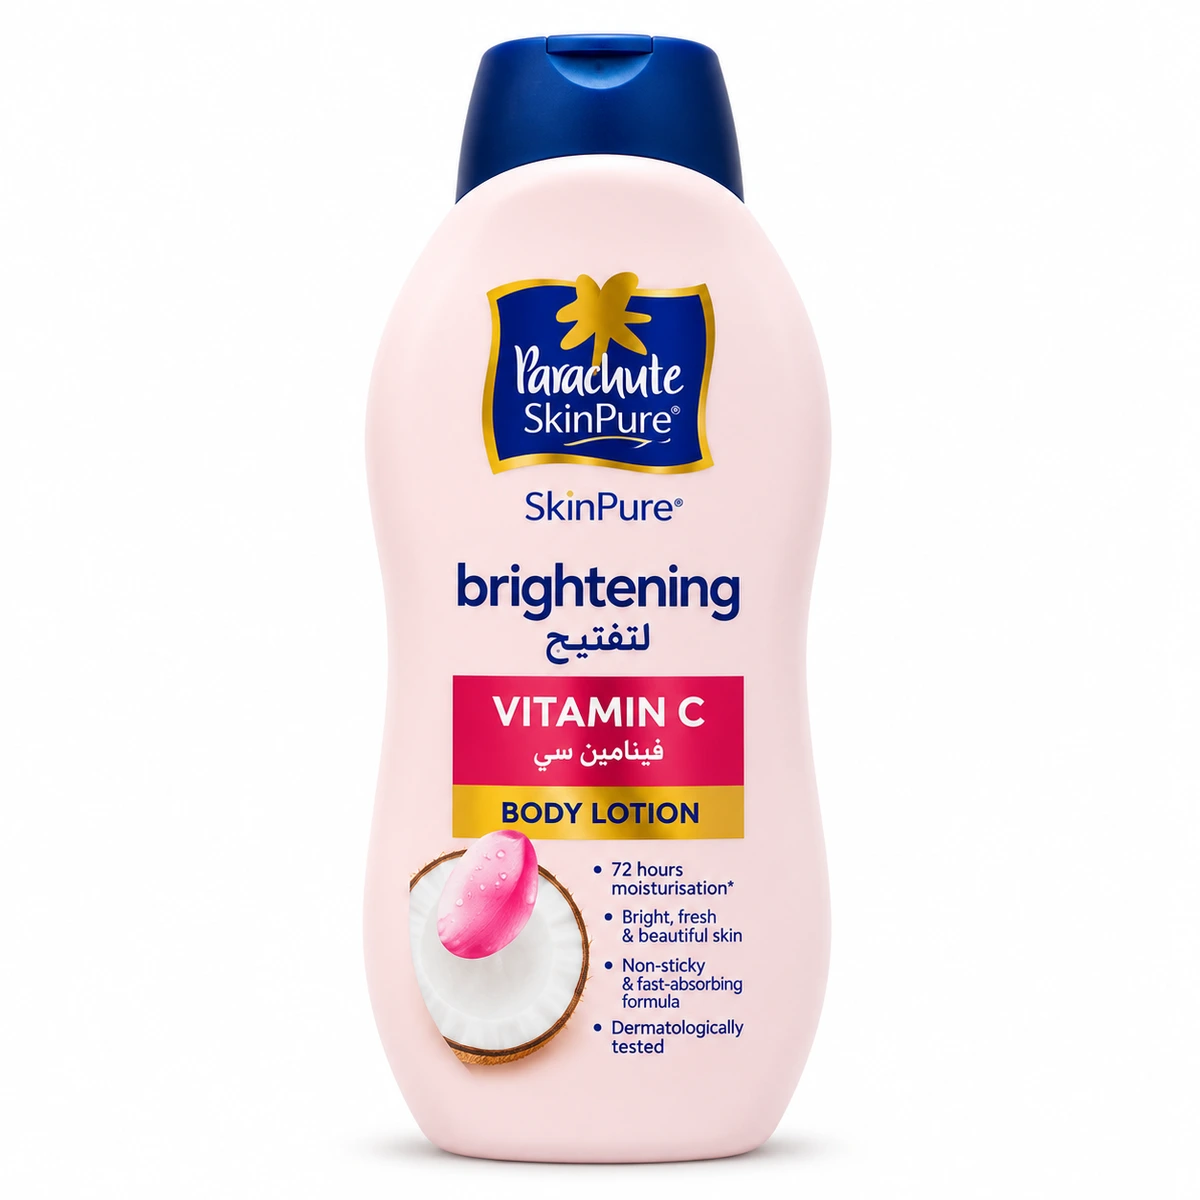 Parachute
SkinPure®
SkinPure®
brightening
لتفتيح
VITAMIN C
فينامين سي
BODY LOTION
• 72 hours
moisturisation*
• Bright, fresh
& beautiful skin
• Non-sticky
& fast-absorbing
formula
• Dermatologically
tested